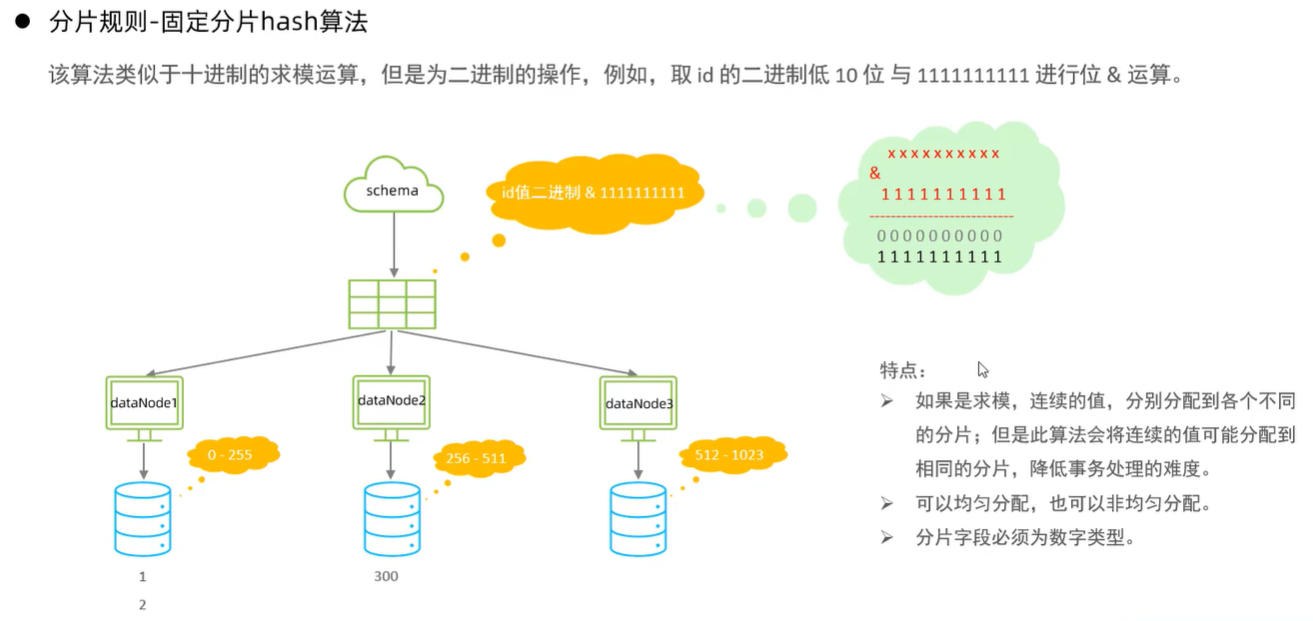 ● 分片规则-固定分片hash算法
该算法类似于十进制的求模运算，但是为二进制的操作，例如，取 id 的二进制低 10 位 与 1111111111 进行位 & 运算。
schema
id值二进制 & 1111111111
x x x x x x x x x x
&
1 1 1 1 1 1 1 1 1 1
----------------------------
0 0 0 0 0 0 0 0 0 0
1 1 1 1 1 1 1 1 1 1
dataNode1
dataNode2
dataNode3
0 - 255
256 - 511
512 - 1023
1
2
300
特点：
➢ 如果是求模，连续的值，分别分配到各个不同
的分片；但是此算法会将连续的值可能分配到
相同的分片，降低事务处理的难度。
➢ 可以均匀分配，也可以非均匀分配。
➢ 分片字段必须为数字类型。